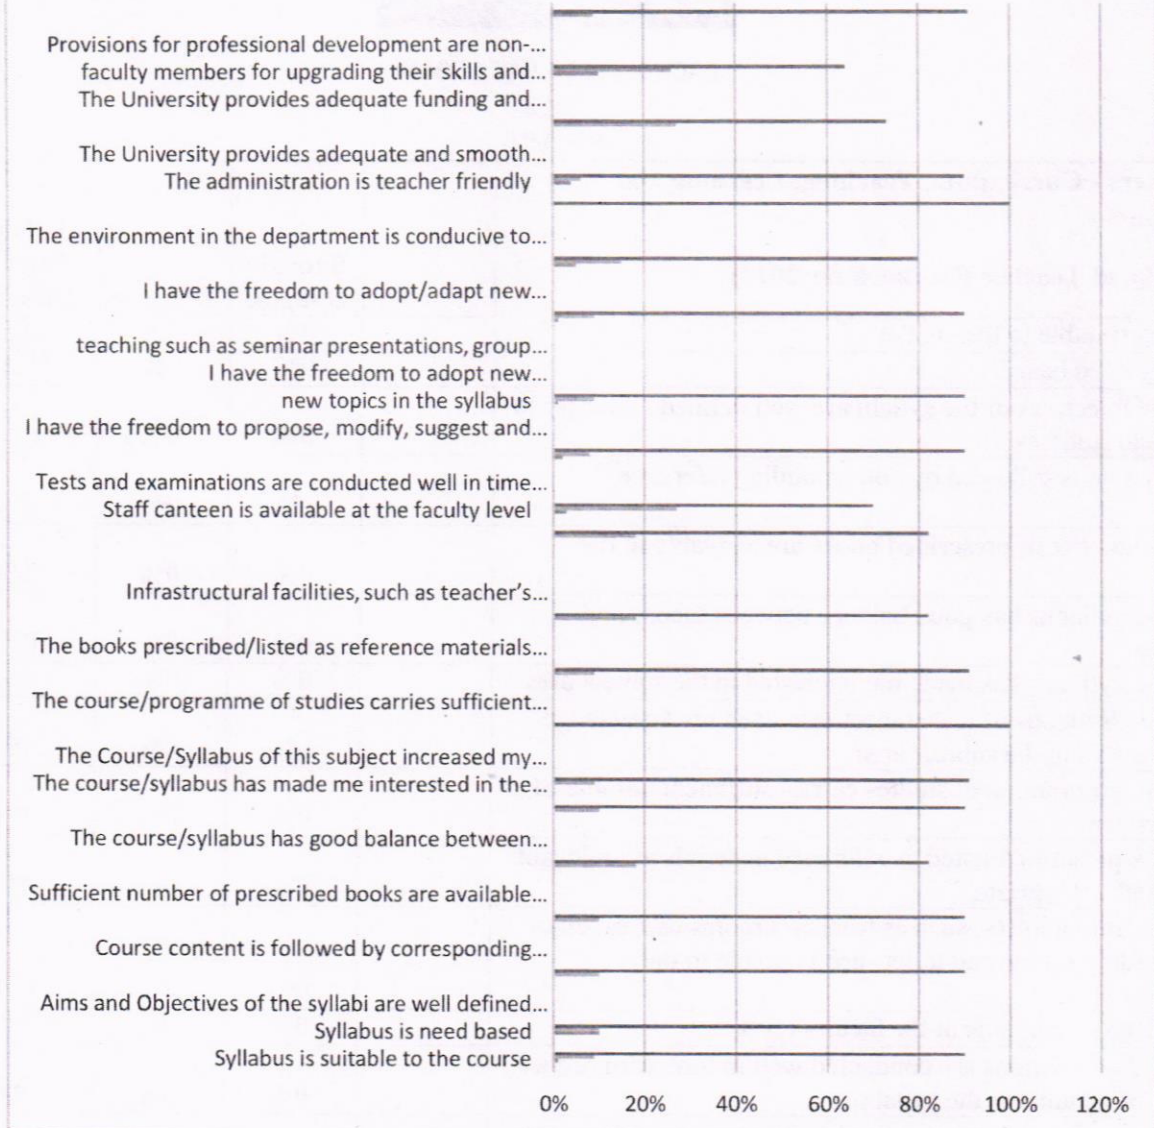 Provisions for professional development are non-...
faculty members for upgrading their skills and...
The University provides adequate funding and...
The University provides adequate and smooth...
The administration is teacher friendly
The environment in the department is conducive to...
I have the freedom to adopt/adapt new...
teaching such as seminar presentations, group...
I have the freedom to adopt new...
new topics in the syllabus
I have the freedom to propose, modify, suggest and...
Tests and examinations are conducted well in time...
Staff canteen is available at the faculty level
Infrastructural facilities, such as teacher's...
The books prescribed/listed as reference materials...
The course/programme of studies carries sufficient...
The Course/Syllabus of this subject increased my...
The course/syllabus has made me interested in the...
The course/syllabus has good balance between...
Sufficient number of prescribed books are available...
Course content is followed by corresponding...
Aims and Objectives of the syllabi are well defined...
Syllabus is need based
Syllabus is suitable to the course
0% 20% 40% 60% 80% 100% 120%